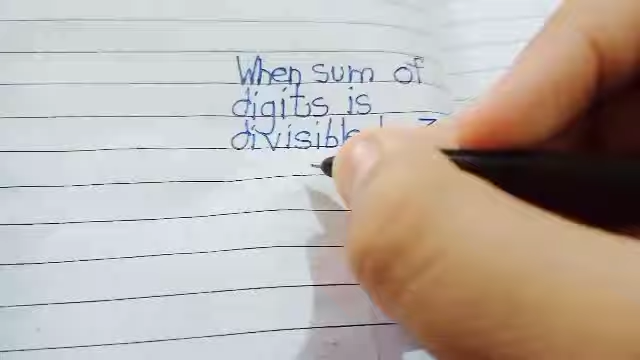 When sum of
digits is
divisible